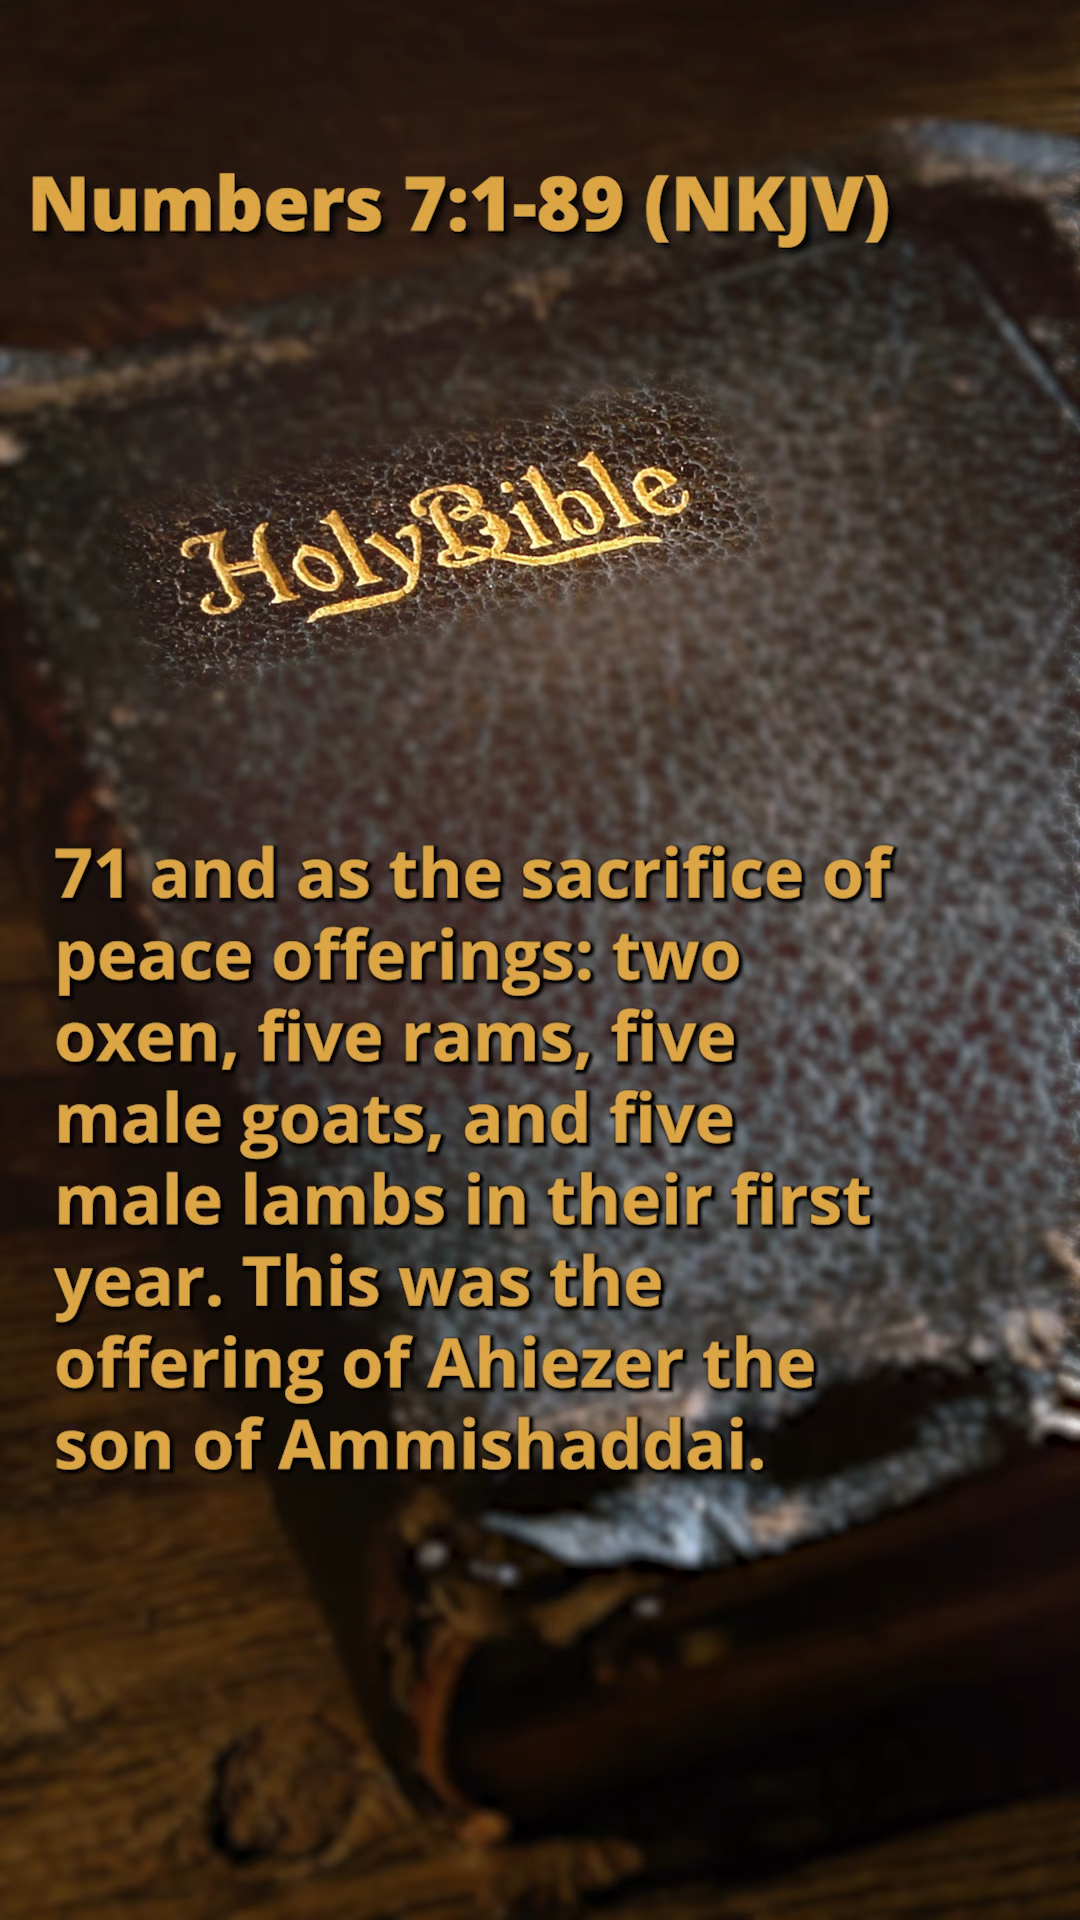 Numbers 7:1-89 (NKJV)
Holy Bible
71 and as the sacrifice of
peace offerings: two
oxen, five rams, five
male goats, and five
male lambs in their first
year. This was the
offering of Ahiezer the
son of Ammishaddai.